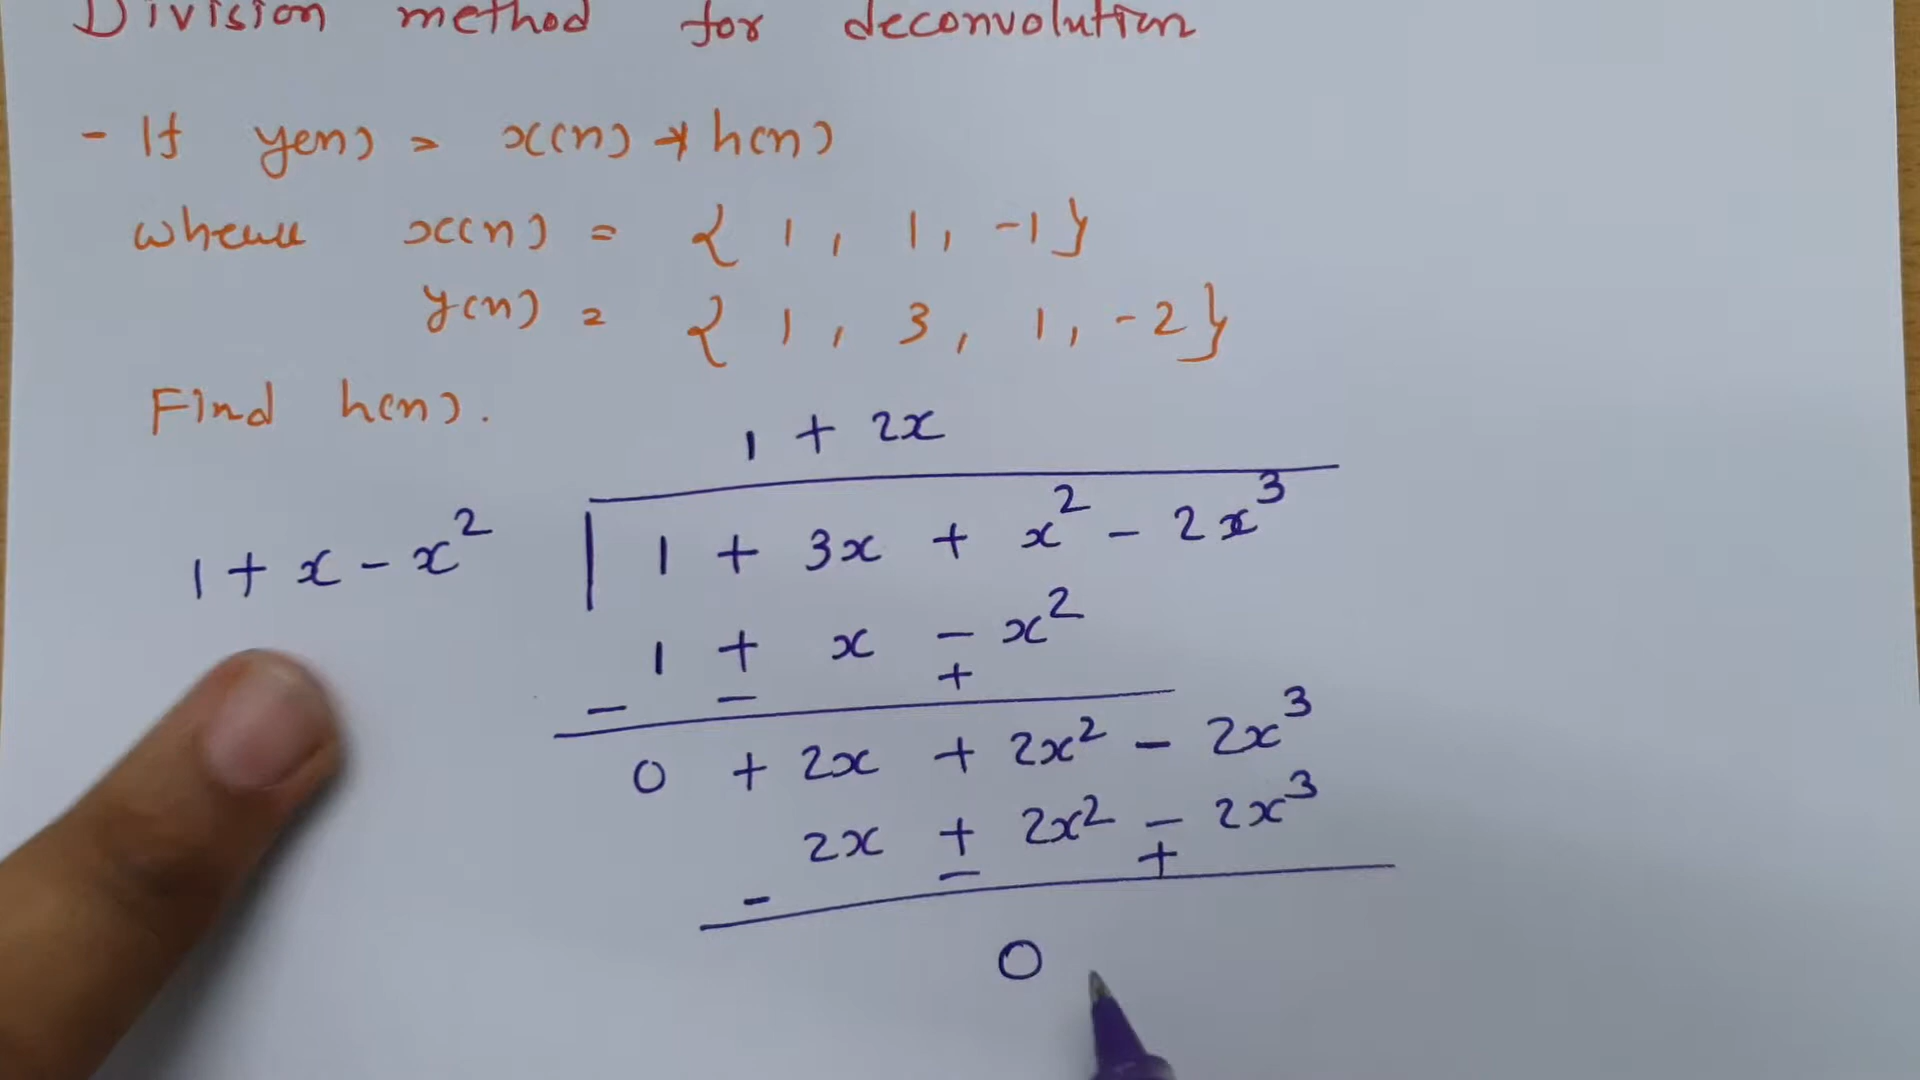 Division method for deconvolution
- If y(n) = x(n) * h(n)
where x(n) = { 1, 1, -1}
y(n) = { 1, 3, 1, -2}
Find h(n).
1 + 2x
1 + x - x² | 1 + 3x + x² - 2x³
1 + x - x²
- - +
0 + 2x + 2x² - 2x³
2x + 2x² - 2x³
- - +
0